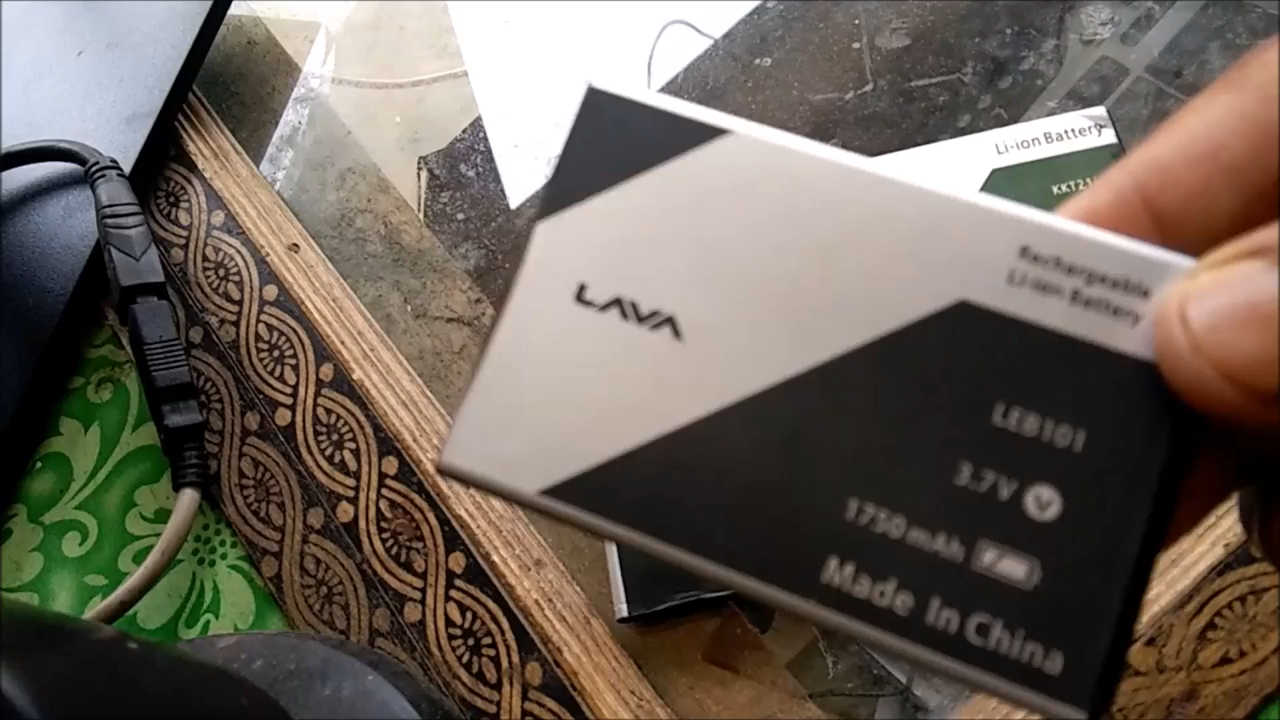 Li-ion Battery
LAVA
Rechargeable
Li-ion Battery
LEB101
3.7V
1750 mAh
Made In China